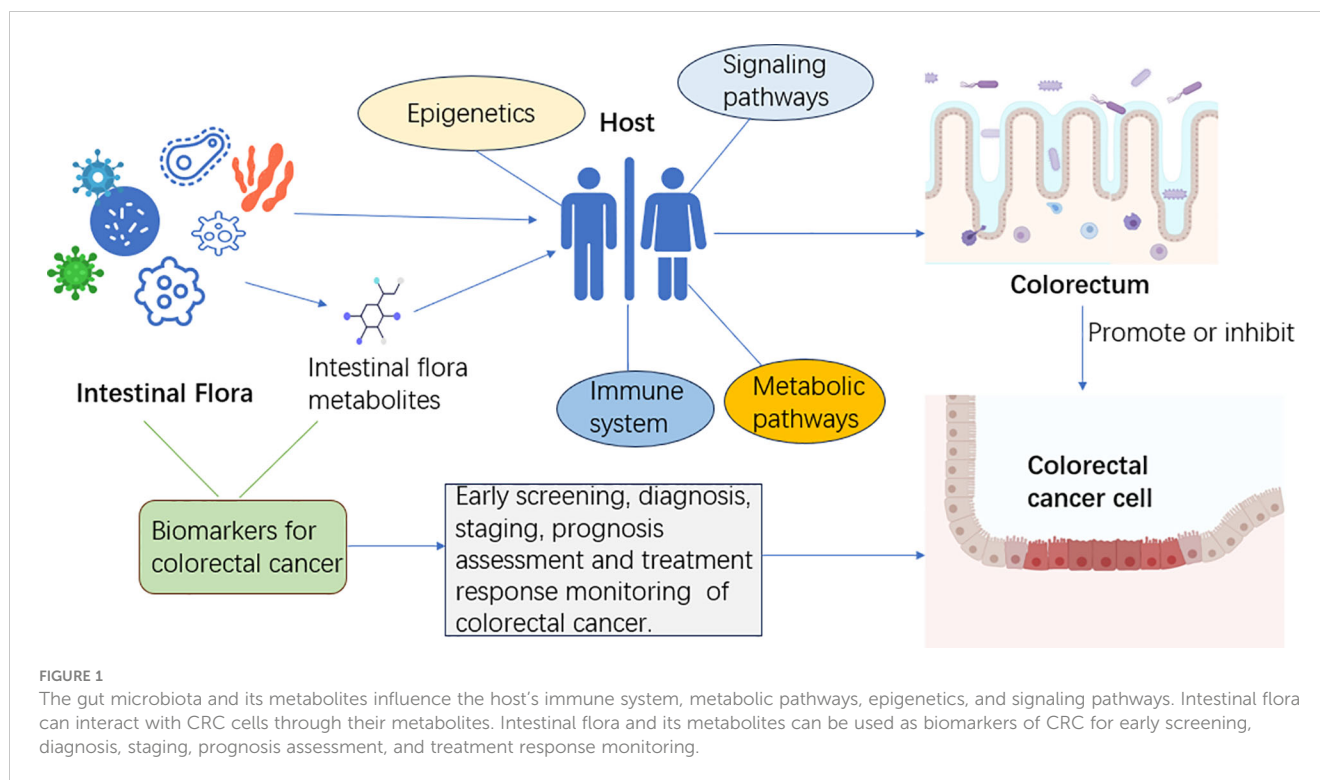 Epigenetics
Host
Signaling
pathways
Intestinal Flora
Intestinal flora
metabolites
Immune
system
Metabolic
pathways
Colorectum
Promote or inhibit
Colorectal
cancer cell
Biomarkers for
colorectal cancer
Early screening, diagnosis,
staging, prognosis
assessment and treatment
response monitoring of
colorectal cancer.
FIGURE 1
The gut microbiota and its metabolites influence the host's immune system, metabolic pathways, epigenetics, and signaling pathways. Intestinal flora
can interact with CRC cells through their metabolites. Intestinal flora and its metabolites can be used as biomarkers of CRC for early screening,
diagnosis, staging, prognosis assessment, and treatment response monitoring.